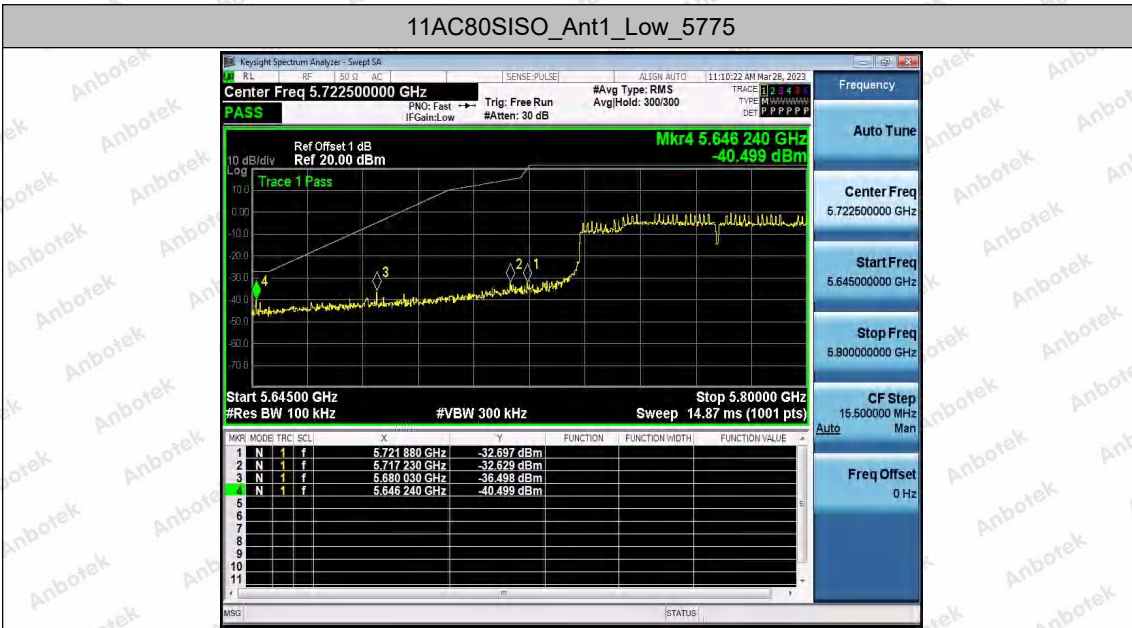 11AC80SISO_Ant1_Low_5775
Keysight Spectrum Analyzer - Swept SA
RL RF 50 Ω AC SENSE:PULSE ALIGN AUTO 11:10:22 AM Mar 28, 2023
Center Freq 5.722500000 GHz
#Avg Type: RMS
TRACE 1 2 3 4 5 6
PNO: Fast
Trig: Free Run
Avg|Hold: 300/300
TYPE M WWWWW
PASS
IFGain:Low
#Atten: 30 dB
DET P P P P P P
Mkr4 5.646 240 GHz
-40.499 dBm
Ref Offset 1 dB
10 dB/div Ref 20.00 dBm
Log
Trace 1 Pass
10.0
0.00
-10.0
-20.0
-30.0
-40.0
-50.0
-60.0
-70.0
4
3
2
1
Start 5.64500 GHz Stop 5.80000 GHz
#Res BW 100 kHz #VBW 300 kHz Sweep 14.87 ms (1001 pts)
MKR MODE TRC SCL X Y FUNCTION FUNCTION WIDTH FUNCTION VALUE
1 N 1 f 5.721 880 GHz -32.697 dBm
2 N 1 f 5.717 230 GHz -32.629 dBm
3 N 1 f 5.680 030 GHz -36.498 dBm
4 N 1 f 5.646 240 GHz -40.499 dBm
5
6
7
8
9
10
11
MSG STATUS
Frequency
Auto Tune
Center Freq
5.722500000 GHz
Start Freq
5.645000000 GHz
Stop Freq
5.800000000 GHz
CF Step
15.500000 MHz
Auto Man
Freq Offset
0 Hz
Anbotek